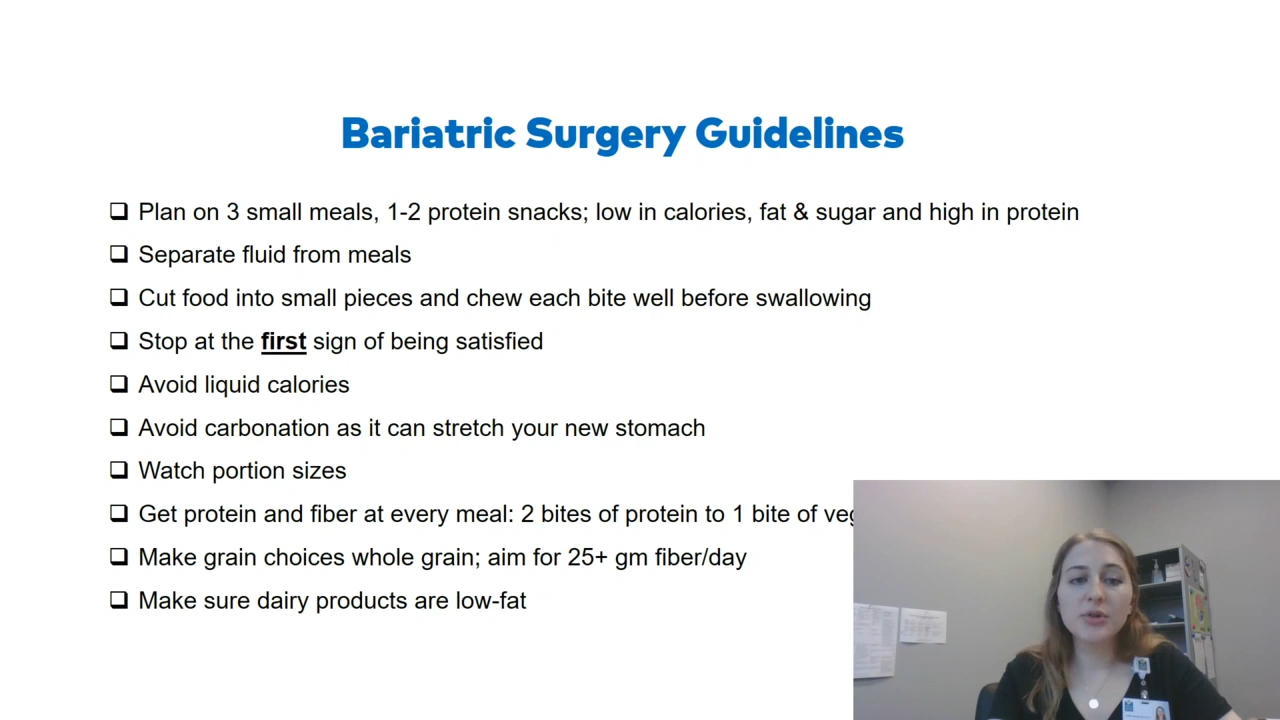 Bariatric Surgery Guidelines
Plan on 3 small meals, 1-2 protein snacks; low in calories, fat & sugar and high in protein
Separate fluid from meals
Cut food into small pieces and chew each bite well before swallowing
Stop at the first sign of being satisfied
Avoid liquid calories
Avoid carbonation as it can stretch your new stomach
Watch portion sizes
Get protein and fiber at every meal: 2 bites of protein to 1 bite of
Make grain choices whole grain; aim for 25+ gm fiber/day
Make sure dairy products are low-fat